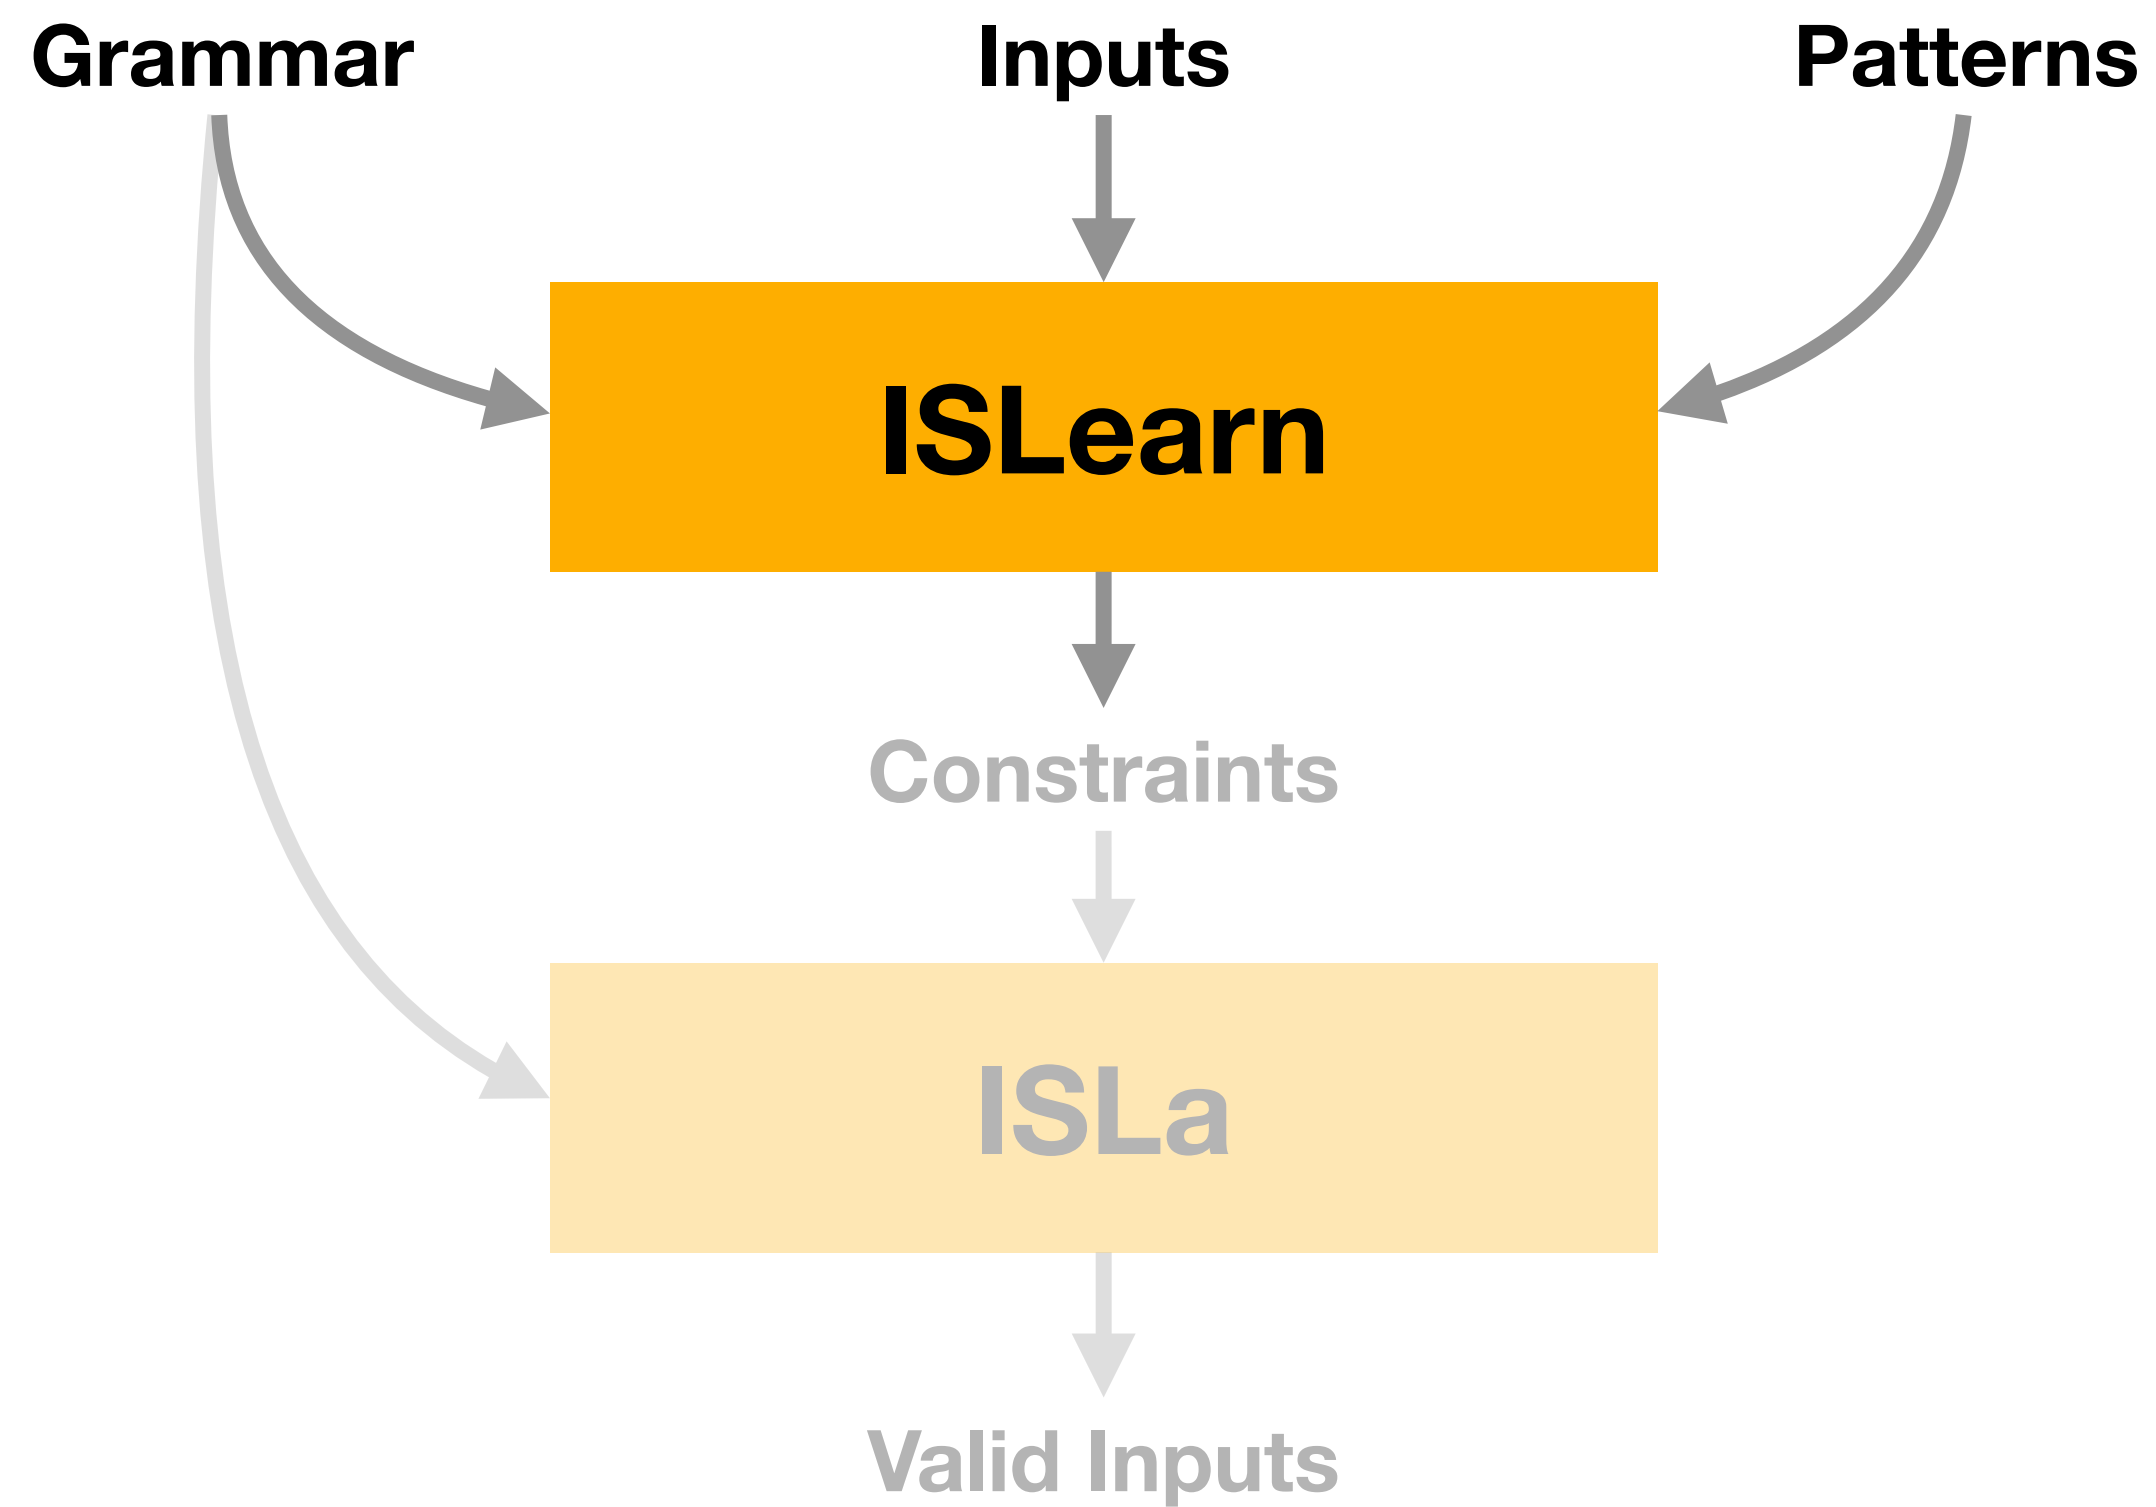 Grammar
Inputs
Patterns
ISLearn
Constraints
ISLa
Valid Inputs